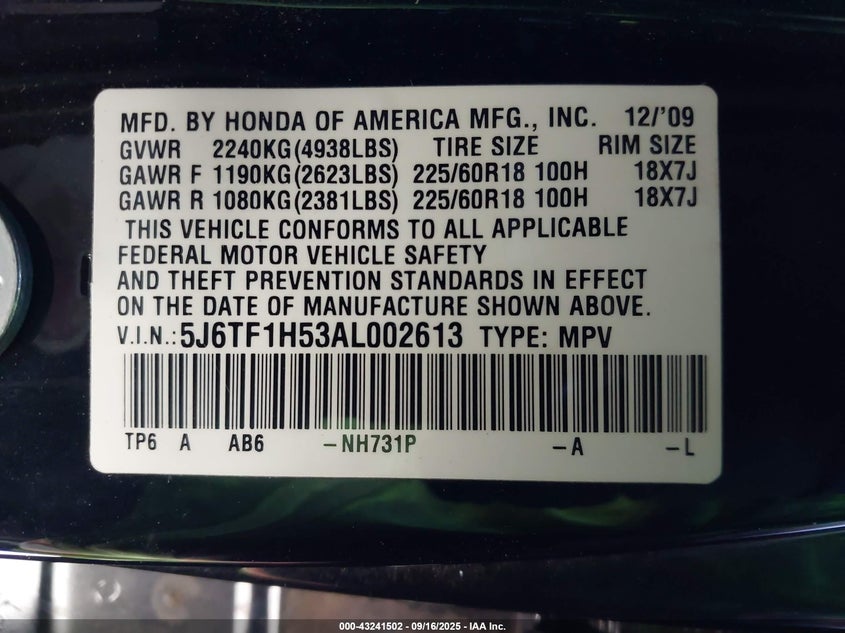 MFD. BY HONDA OF AMERICA MFG., INC. 12/'09
GVWR 2240KG(4938LBS) TIRE SIZE RIM SIZE
GAWR F 1190KG(2623LBS) 225/60R18 100H 18X7J
GAWR R 1080KG(2381LBS) 225/60R18 100H 18X7J
THIS VEHICLE CONFORMS TO ALL APPLICABLE
FEDERAL MOTOR VEHICLE SAFETY
AND THEFT PREVENTION STANDARDS IN EFFECT
ON THE DATE OF MANUFACTURE SHOWN ABOVE.
V.I.N.:5J6TF1H53AL002613 TYPE: MPV
TP6 A AB6 -NH731P -A -L
000-43241502 - 09/16/2025 - IAA Inc.